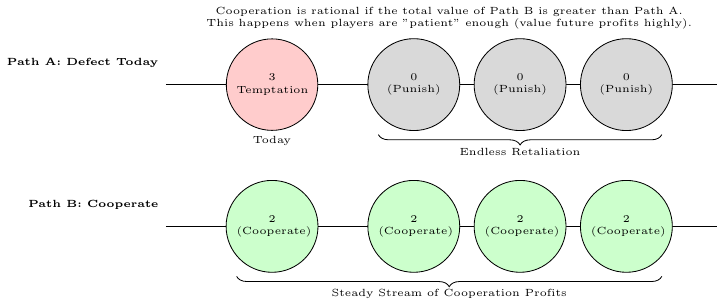 Cooperation is rational if the total value of Path B is greater than Path A.
This happens when players are ”patient” enough (value future profits highly).
Path A: Defect Today
3
Temptation
0
(Punish)
0
(Punish)
0
(Punish)
Today
Endless Retaliation
Path B: Cooperate
2
(Cooperate)
2
(Cooperate)
2
(Cooperate)
2
(Cooperate)
Steady Stream of Cooperation Profits